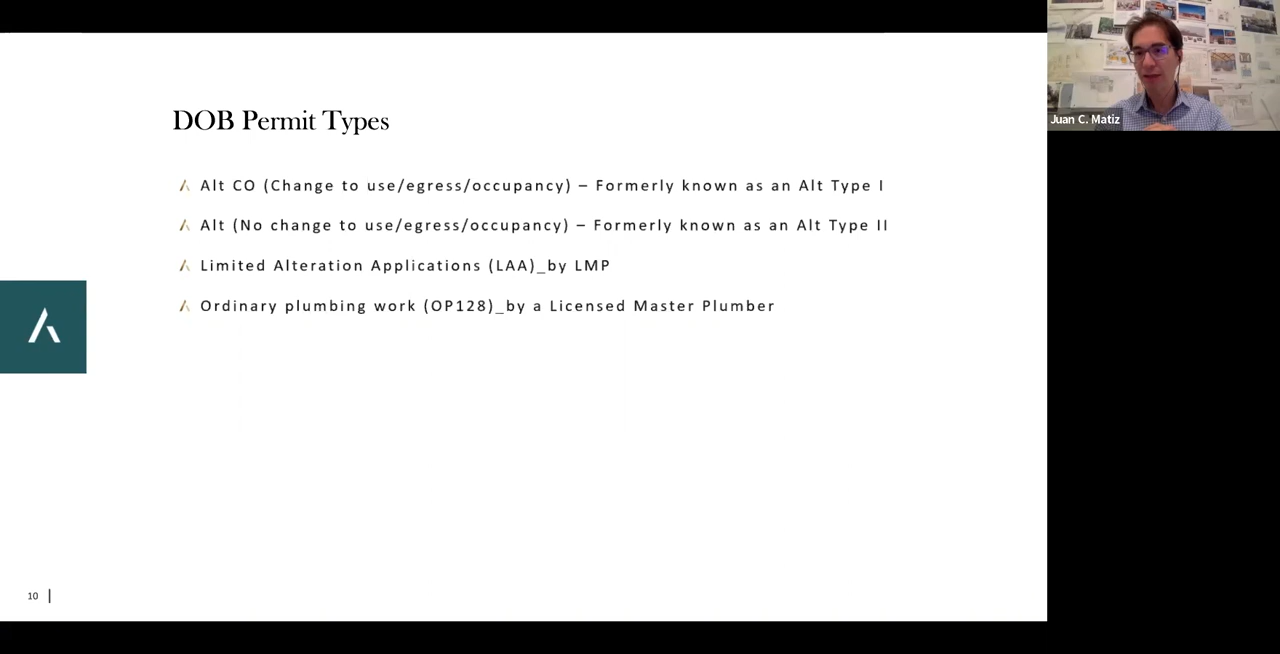 DOB Permit Types
Alt CO (Change to use/egress/occupancy) – Formerly known as an Alt Type I
Alt (No change to use/egress/occupancy) – Formerly known as an Alt Type II
Limited Alteration Applications (LAA)_by LMP
Ordinary plumbing work (OP128)_by a Licensed Master Plumber
10 |
Juan C. Matiz